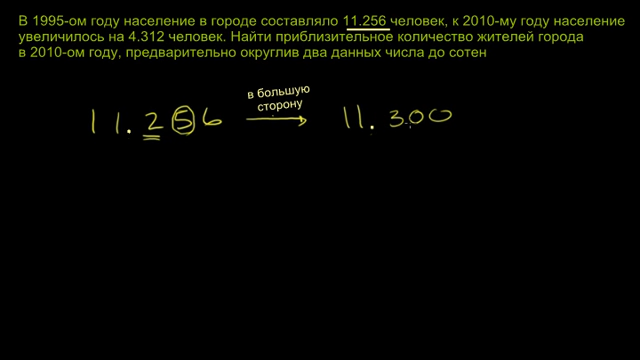 В 1995-ом году население в городе составляло 11.256 человек, к 2010-му году население
увеличилось на 4.312 человек. Найти приблизительное количество жителей города
в 2010-ом году, предварительно округлив два данных числа до сотен
в большую
сторону
11.256 → 11.300